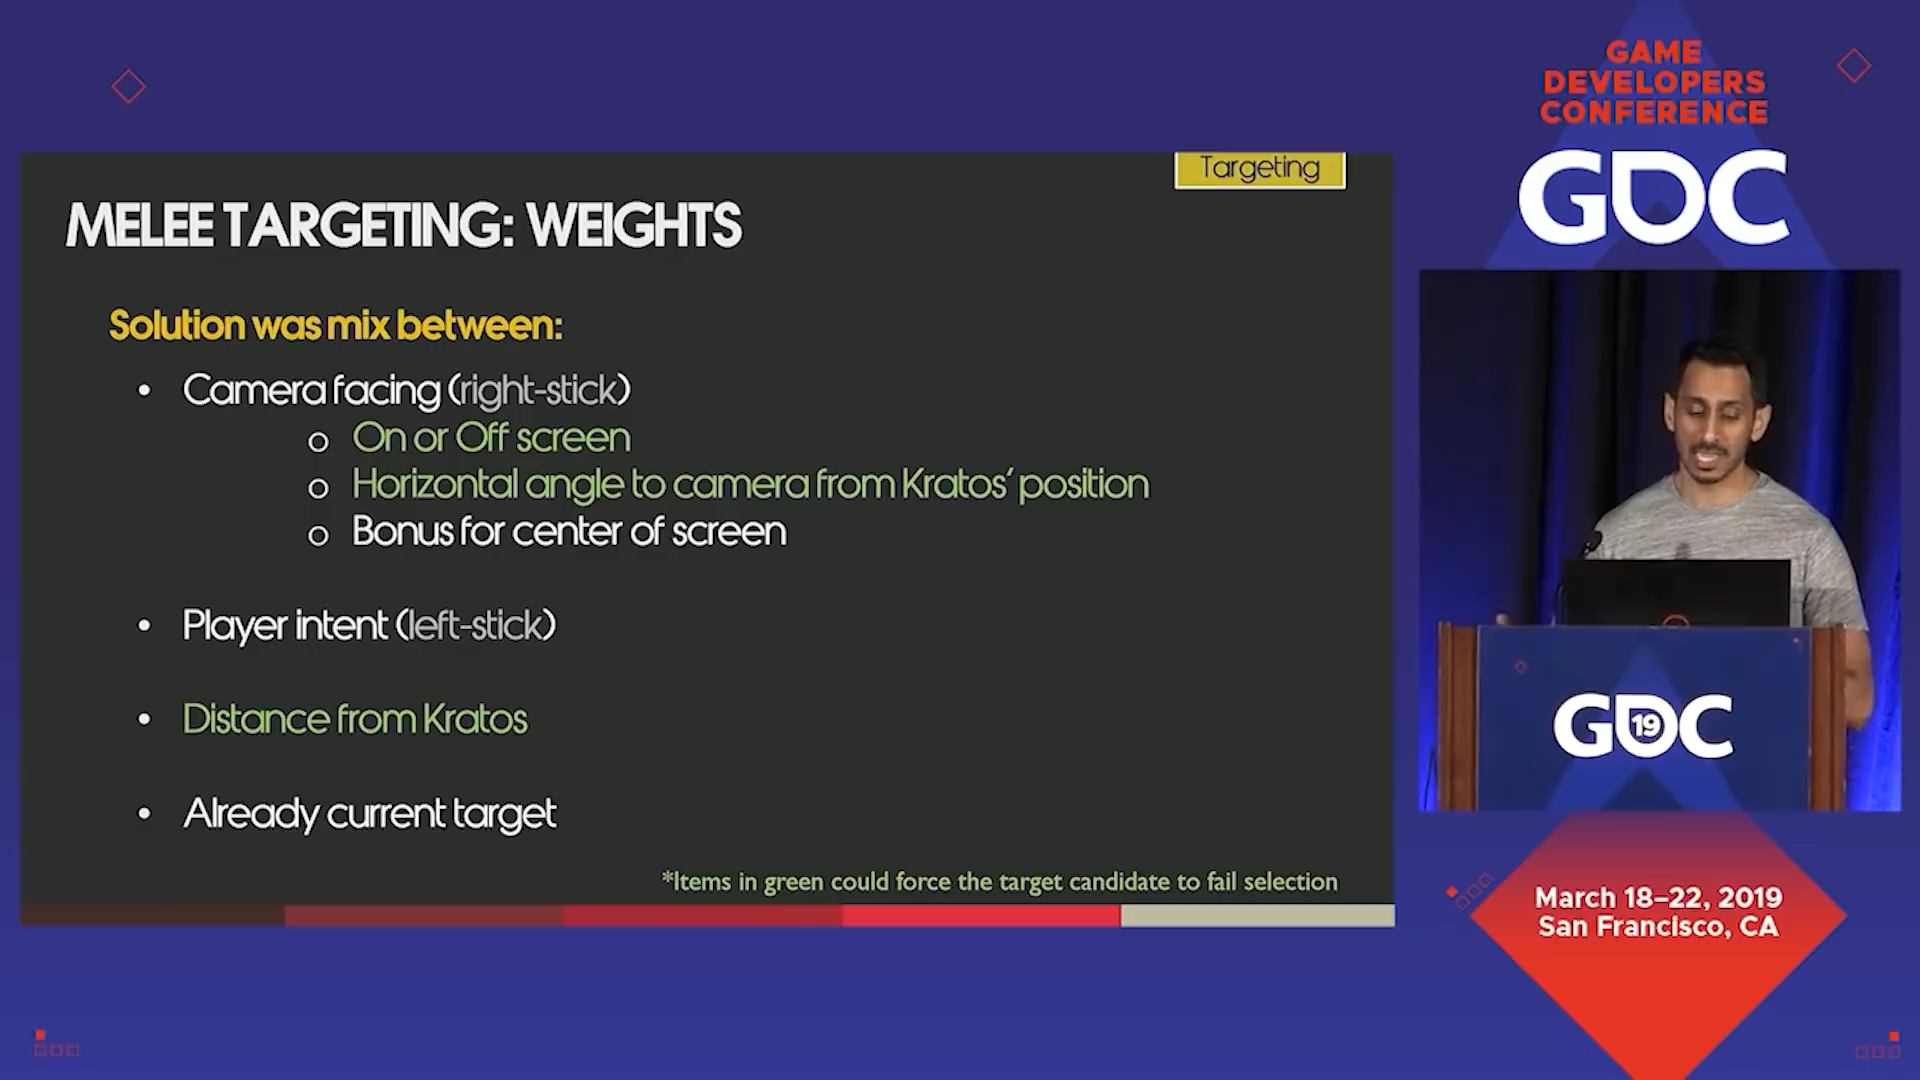 GAME
DEVELOPERS
CONFERENCE
GDC
Targeting
MELEE TARGETING: WEIGHTS
Solution was mix between:
• Camera facing (right-stick)
o On or Off screen
o Horizontal angle to camera from Kratos' position
o Bonus for center of screen
• Player intent (left-stick)
• Distance from Kratos
• Already current target
*Items in green could force the target candidate to fail selection
GDC 19
March 18–22, 2019
San Francisco, CA